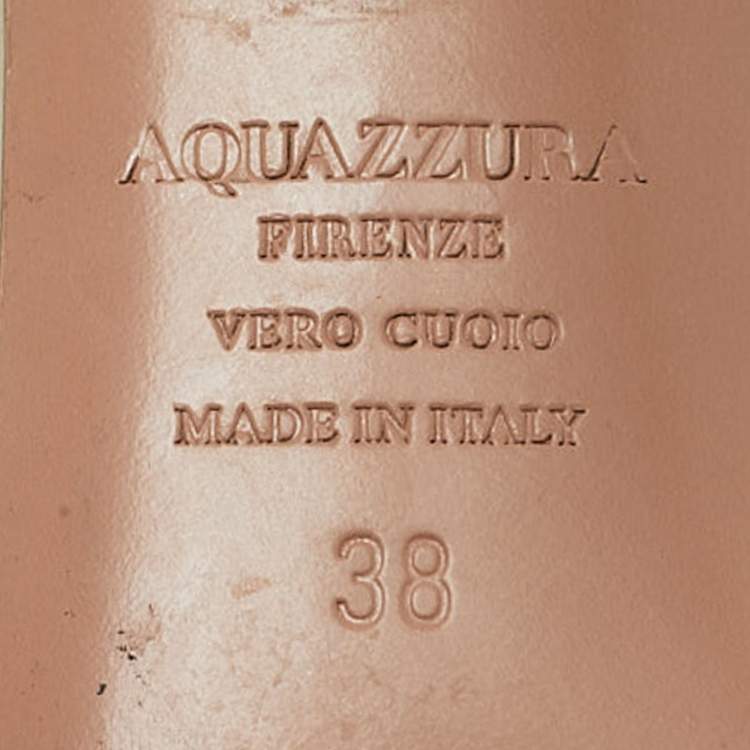 AQUAZZURA
FIRENZE
VERO CUOIO
MADE IN ITALY
38